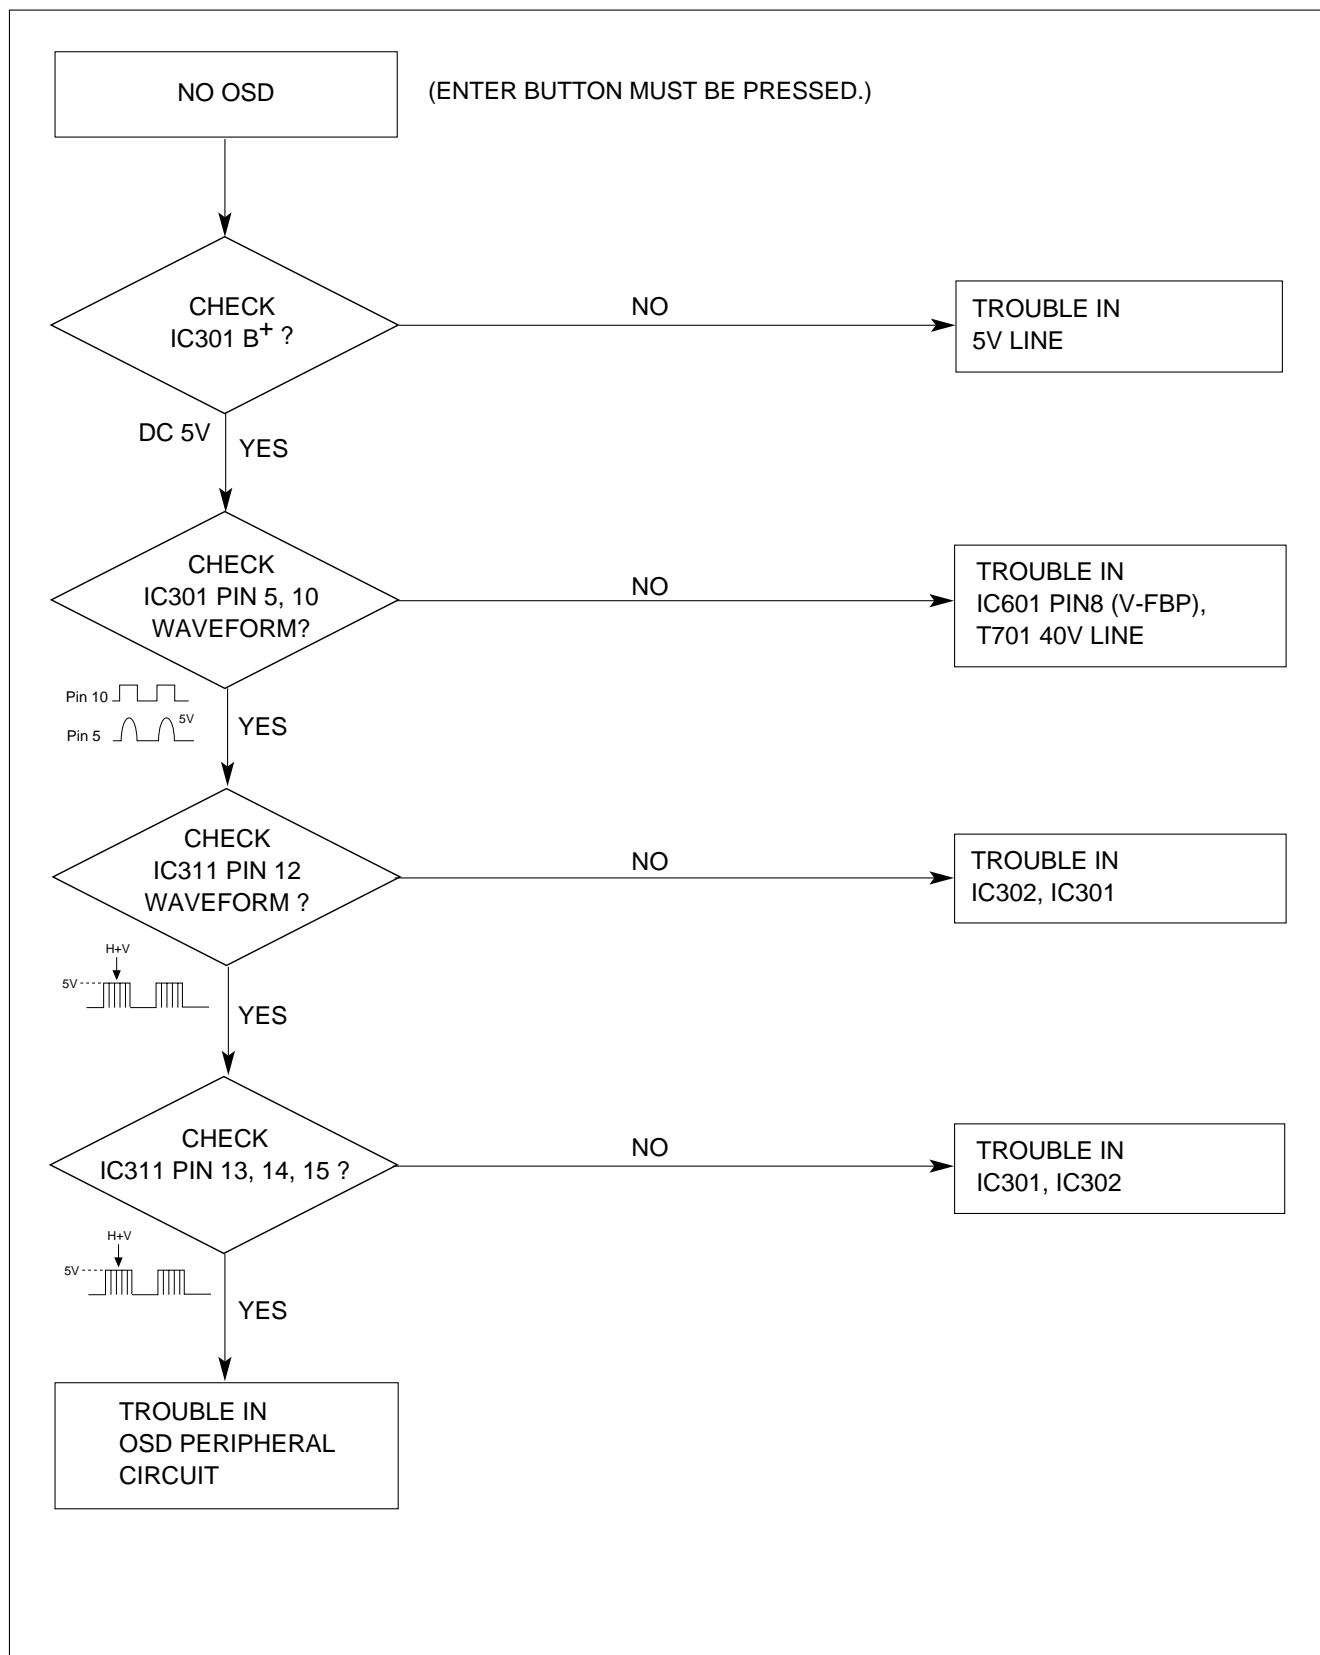 NO OSD
(ENTER BUTTON MUST BE PRESSED.)
CHECK
IC301 B+ ?
NO
TROUBLE IN
5V LINE
DC 5V
YES
CHECK
IC301 PIN 5, 10
WAVEFORM?
NO
TROUBLE IN
IC601 PIN8 (V-FBP),
T701 40V LINE
Pin 10
5V
Pin 5
YES
CHECK
IC311 PIN 12
WAVEFORM ?
NO
TROUBLE IN
IC302, IC301
H+V
5V
YES
CHECK
IC311 PIN 13, 14, 15 ?
NO
TROUBLE IN
IC301, IC302
H+V
5V
YES
TROUBLE IN
OSD PERIPHERAL
CIRCUIT